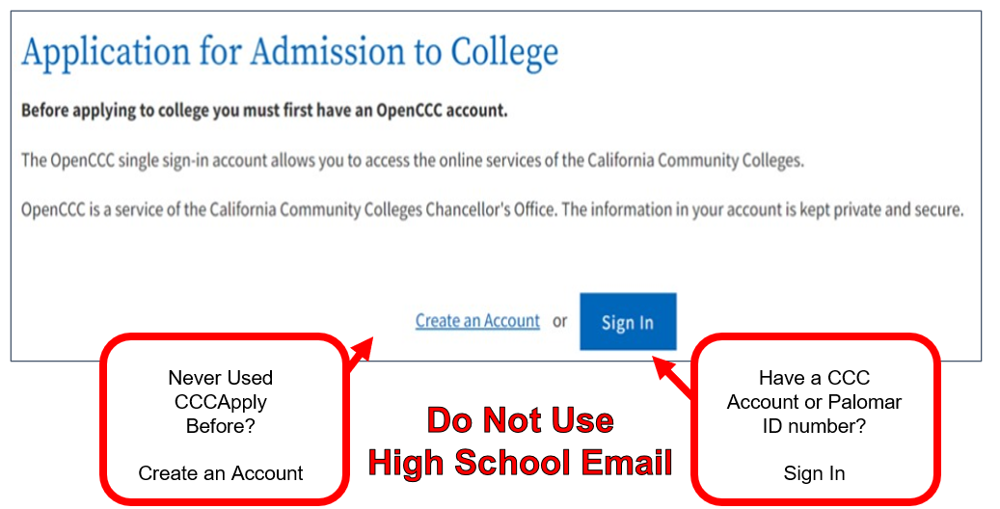 Application for Admission to College
Before applying to college you must first have an OpenCCC account.
The OpenCCC single sign-in account allows you to access the online services of the California Community Colleges.
OpenCCC is a service of the California Community Colleges Chancellor's Office. The information in your account is kept private and secure.
Create an Account or Sign In
Never Used
CCCApply
Before?
Create an Account
Do Not Use
High School Email
Have a CCC
Account or Palomar
ID number?
Sign In